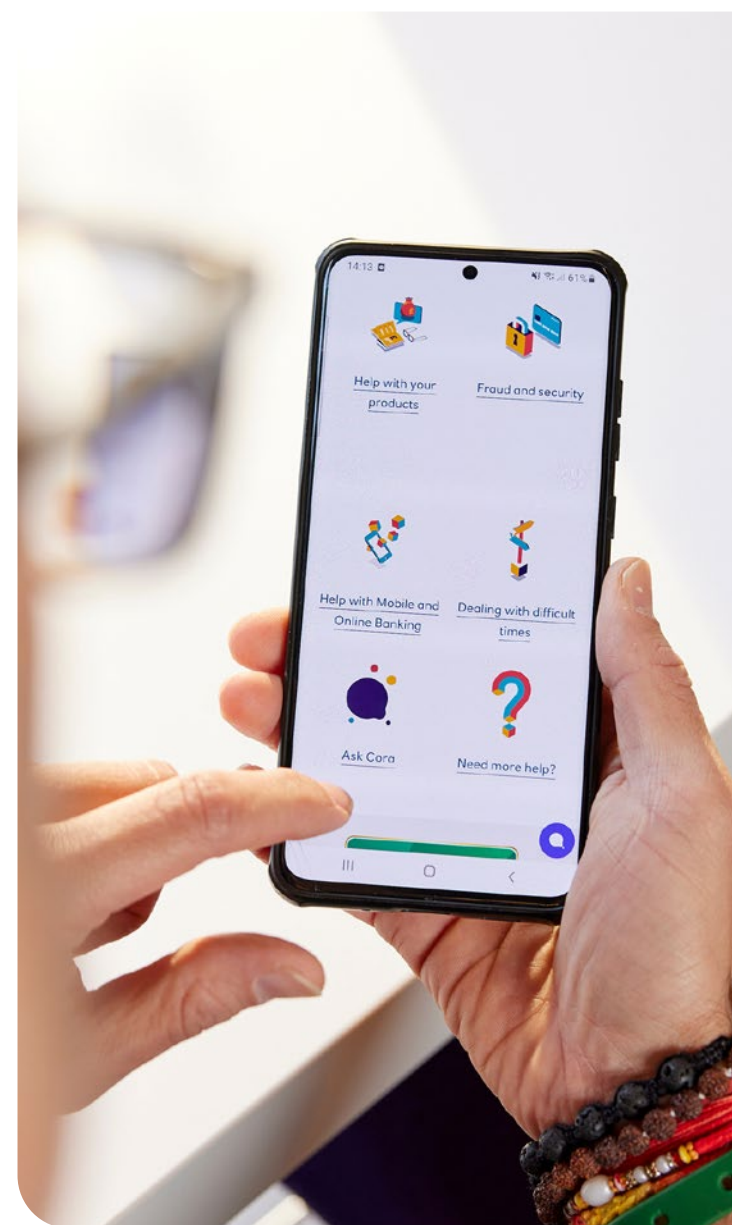 14:13
61%
Help with your
products
Fraud and security
Help with Mobile and
Online Banking
Dealing with difficult
times
Ask Cora
Need more help?